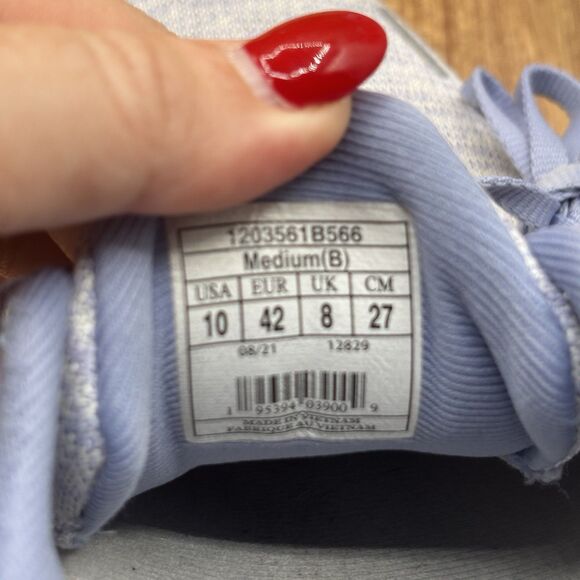 1203561B566
Medium(B)
USA EUR UK CM
10 42 8 27
08/21 12829
1 95394 03900 9
MADE IN VIETNAM
FABRIQUE AU VIETNAM